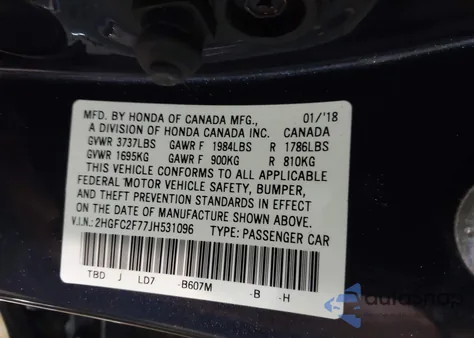 MFD. BY HONDA OF CANADA MFG., 01/'18
A DIVISION OF HONDA CANADA INC. CANADA
GVWR 3737LBS GAWR F 1984LBS R 1786LBS
GVWR 1695KG GAWR F 900KG R 810KG
THIS VEHICLE CONFORMS TO ALL APPLICABLE
FEDERAL MOTOR VEHICLE SAFETY, BUMPER,
AND THEFT PREVENTION STANDARDS IN EFFECT
ON THE DATE OF MANUFACTURE SHOWN ABOVE.
V.I.N.: 2HGFC2F77JH531096 TYPE: PASSENGER CAR
TBD J LD7 -B607M -B -H
AutoSnap